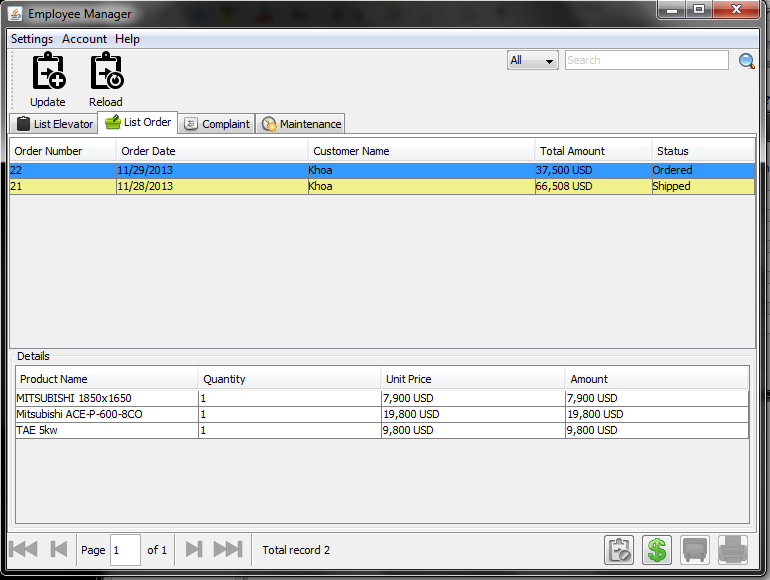 Employee Manager
Settings Account Help
All Search
Update Reload
List Elevator List Order Complaint Maintenance
Order Number Order Date Customer Name Total Amount Status
22 11/29/2013 Khoa 37,500 USD Ordered
21 11/28/2013 Khoa 66,508 USD Shipped
Details
Product Name Quantity Unit Price Amount
MITSUBISHI 1850x1650 1 7,900 USD 7,900 USD
Mitsubishi ACE-P-600-8CO 1 19,800 USD 19,800 USD
TAE 5kw 1 9,800 USD 9,800 USD
Page 1 of 1 Total record 2